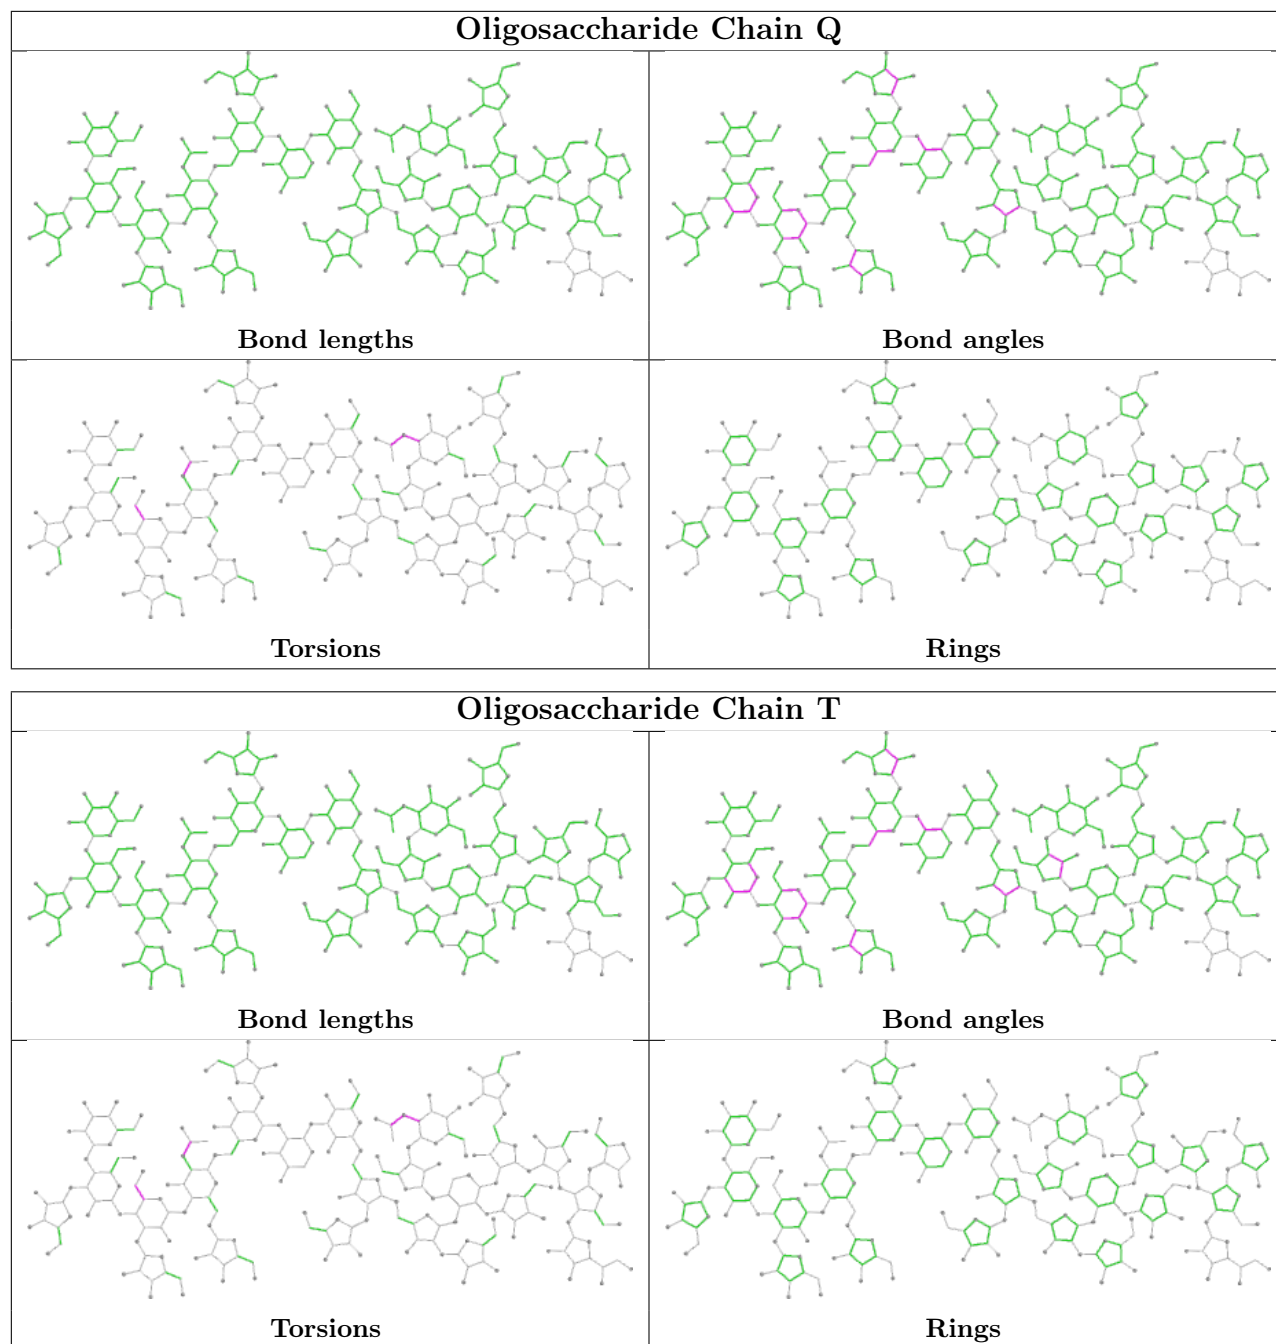 Oligosaccharide Chain Q
Bond lengths
Bond angles
Torsions
Rings
Oligosaccharide Chain T
Bond lengths
Bond angles
Torsions
Rings